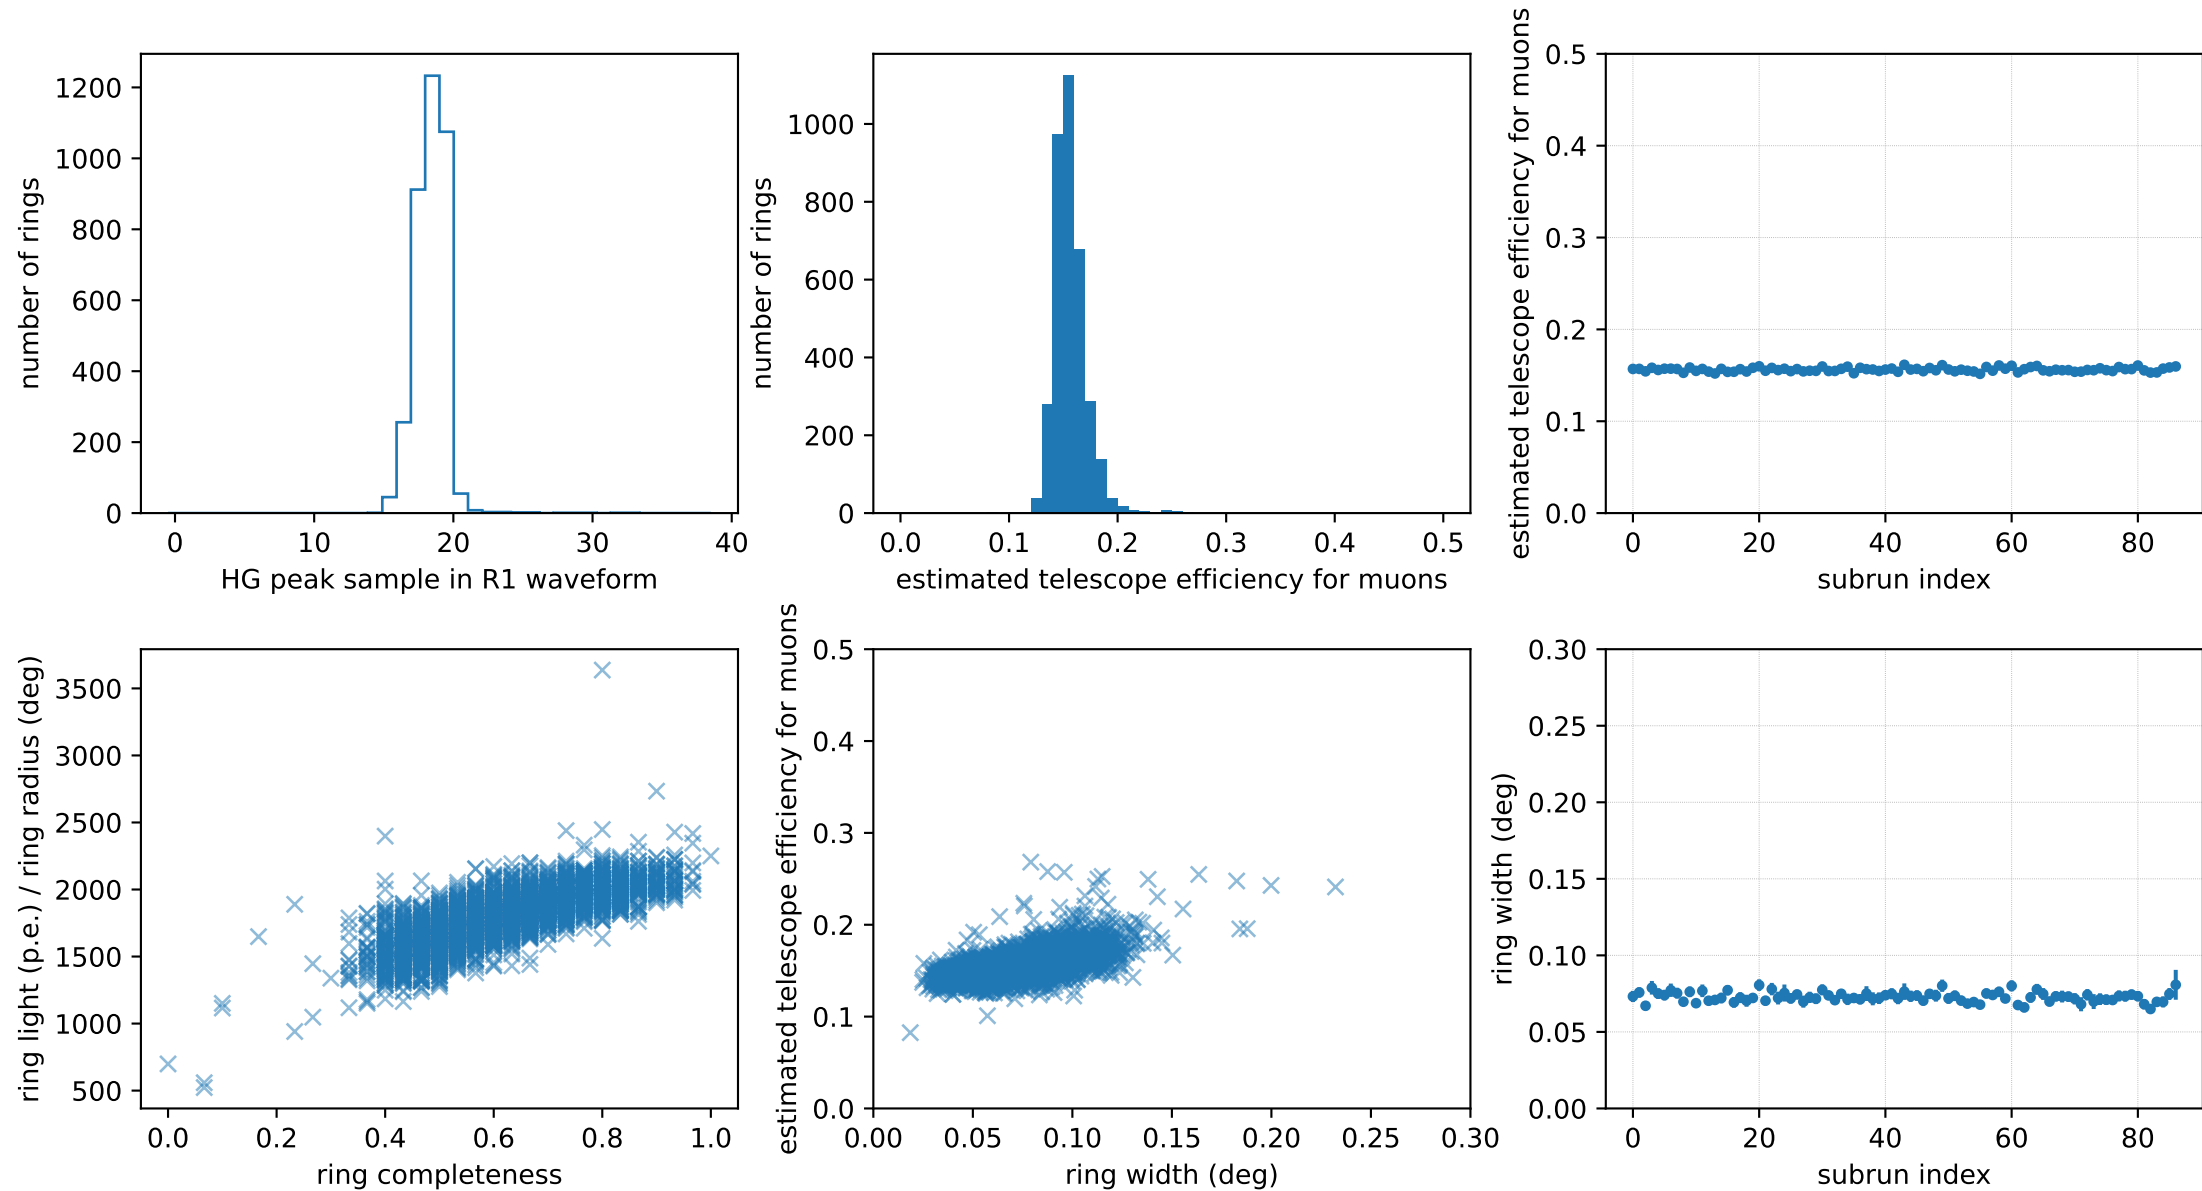 number of rings
1200
1000
800
600
400
200
0
0 10 20 30 40
HG peak sample in R1 waveform
number of rings
1000
800
600
400
200
0
0.0 0.1 0.2 0.3 0.4 0.5
estimated telescope efficiency for muons
estimated telescope efficiency for muons
0.5
0.4
0.3
0.2
0.1
0.0
0 20 40 60 80
subrun index
ring light (p.e.) / ring radius (deg)
3500
3000
2500
2000
1500
1000
500
0.0 0.2 0.4 0.6 0.8 1.0
ring completeness
estimated telescope efficiency for muons
0.5
0.4
0.3
0.2
0.1
0.0
0.00 0.05 0.10 0.15 0.20 0.25 0.30
ring width (deg)
ring width (deg)
0.30
0.25
0.20
0.15
0.10
0.05
0.00
0 20 40 60 80
subrun index